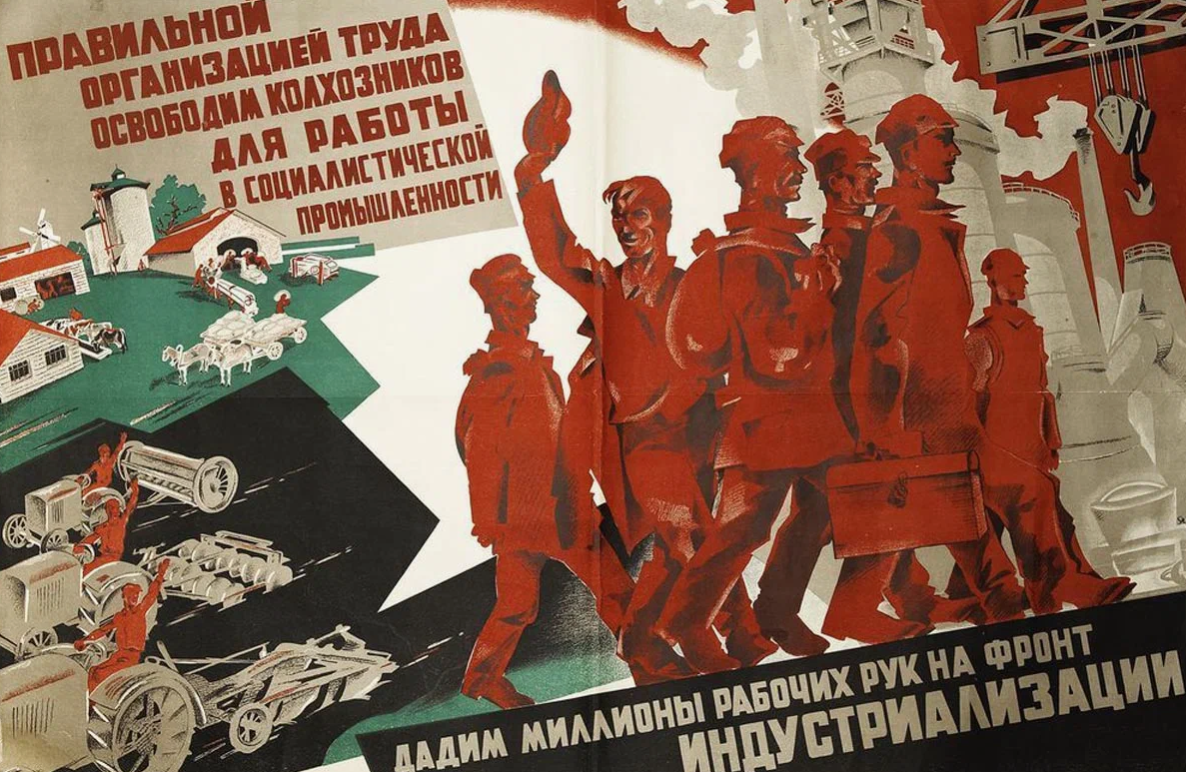 ПРАВИЛЬНОЙ
ОРГАНИЗАЦИЕЙ ТРУДА
ОСВОБОДИМ КОЛХОЗНИКОВ
ДЛЯ РАБОТЫ
В СОЦИАЛИСТИЧЕСКОЙ
ПРОМЫШЛЕННОСТИ
ДАДИМ МИЛЛИОНЫ РАБОЧИХ РУК НА ФРОНТ
ИНДУСТРИАЛИЗАЦИИ